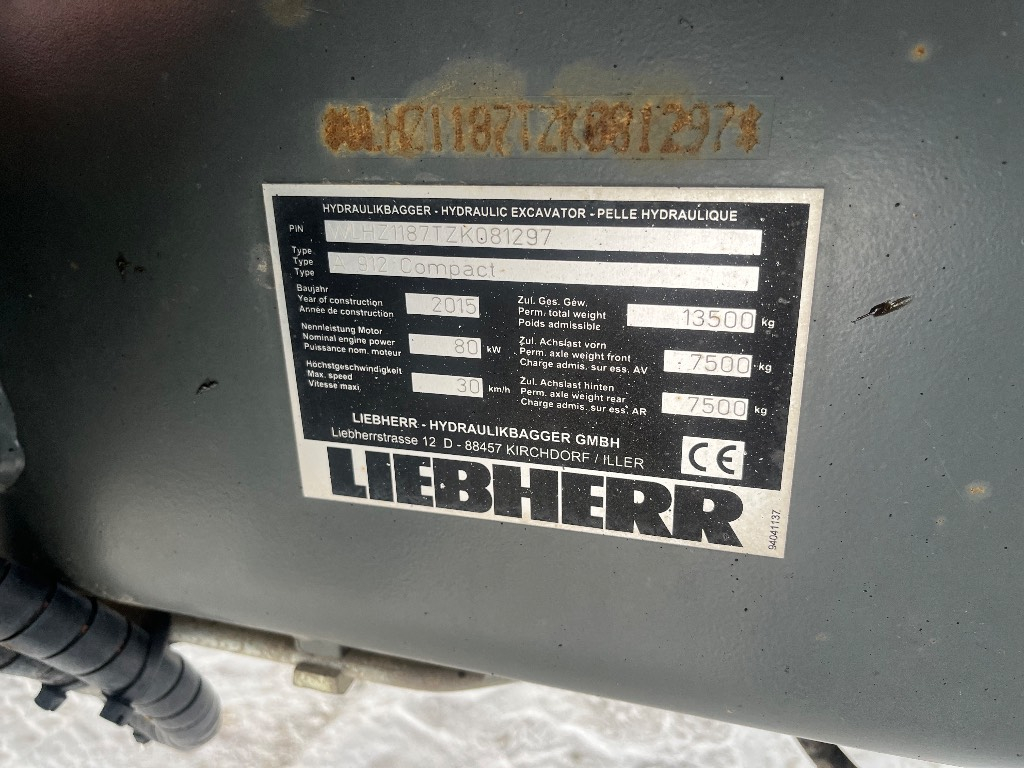 *WLHZ1187TZK081297*
HYDRAULIKBAGGER - HYDRAULIC EXCAVATOR - PELLE HYDRAULIQUE
PIN WLHZ1187TZK081297
Type
Type A 912 Compact
Type
Baujahr
Year of construction 2015
Année de construction
Zul. Ges. Gew.
Perm. total weight 13500 kg
Poids admissible
Nennleistung Motor
Nominal engine power 80 kW
Puissance nom. moteur
Zul. Achslast vorn
Perm. axle weight front 7500 kg
Charge admis. sur ess. AV
Höchstgeschwindigkeit
Max. speed 30 km/h
Vitesse maxi.
Zul. Achslast hinten
Perm. axle weight rear 7500 kg
Charge admis. sur ess. AR
LIEBHERR - HYDRAULIKBAGGER GMBH
Liebherrstrasse 12 D - 88457 KIRCHDORF / ILLER
CE
LIEBHERR
94041137